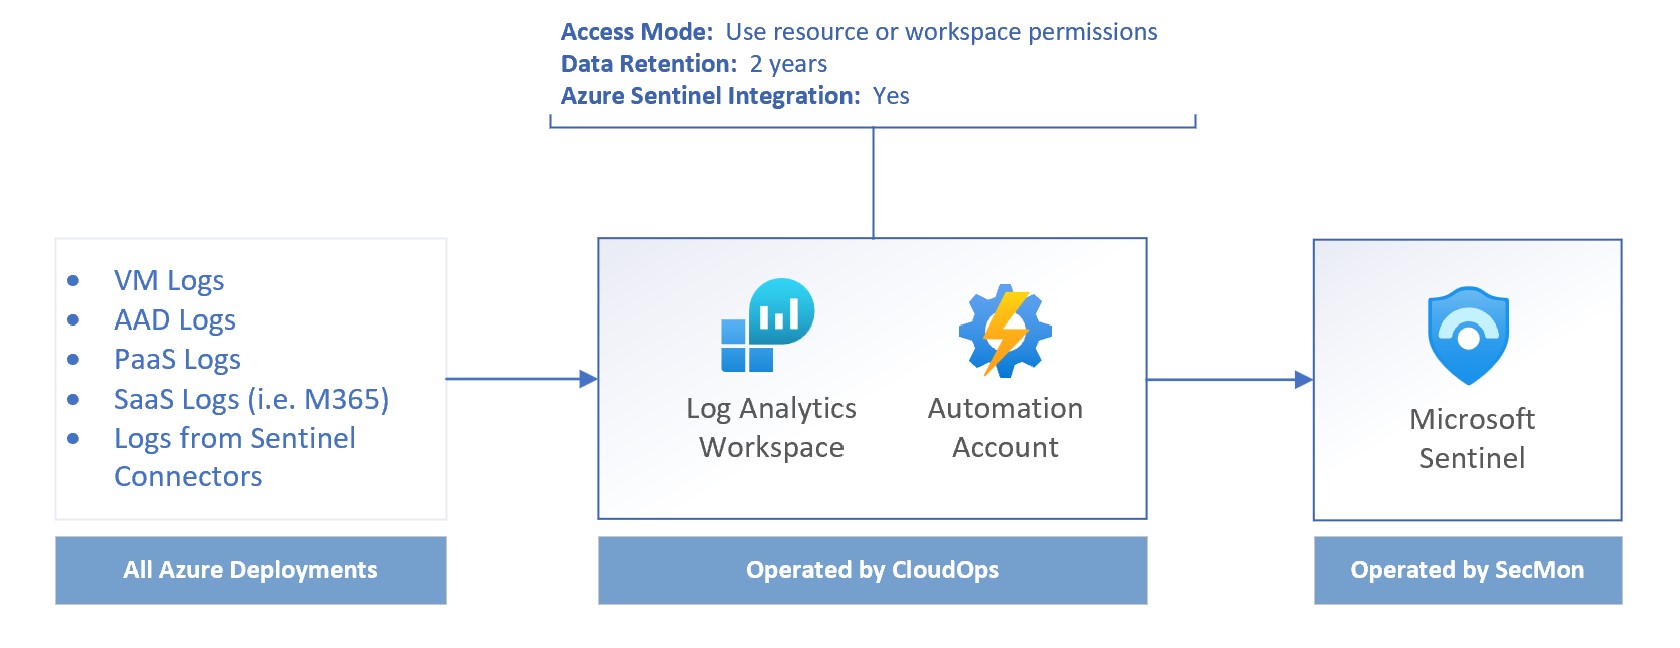 Access Mode: Use resource or workspace permissions
Data Retention: 2 years
Azure Sentinel Integration: Yes
• VM Logs
• AAD Logs
• PaaS Logs
• SaaS Logs (i.e. M365)
• Logs from Sentinel
Connectors
All Azure Deployments
Log Analytics
Workspace
Automation
Account
Operated by CloudOps
Microsoft
Sentinel
Operated by SecMon